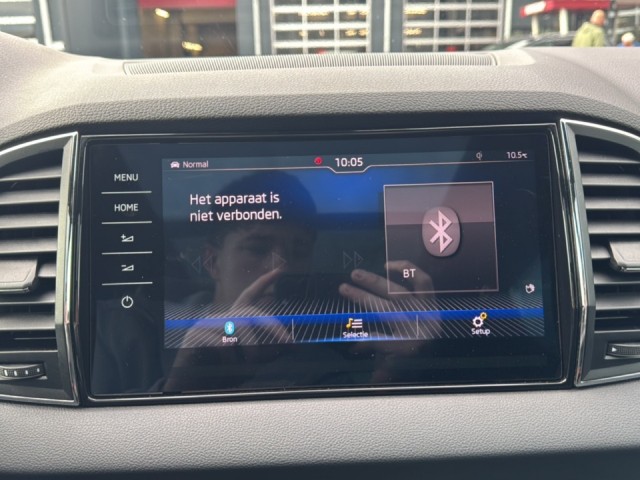 Normal
10:05
10.5°C
MENU
HOME
Het apparaat is
niet verbonden.
BT
Bron
Selectie
Setup